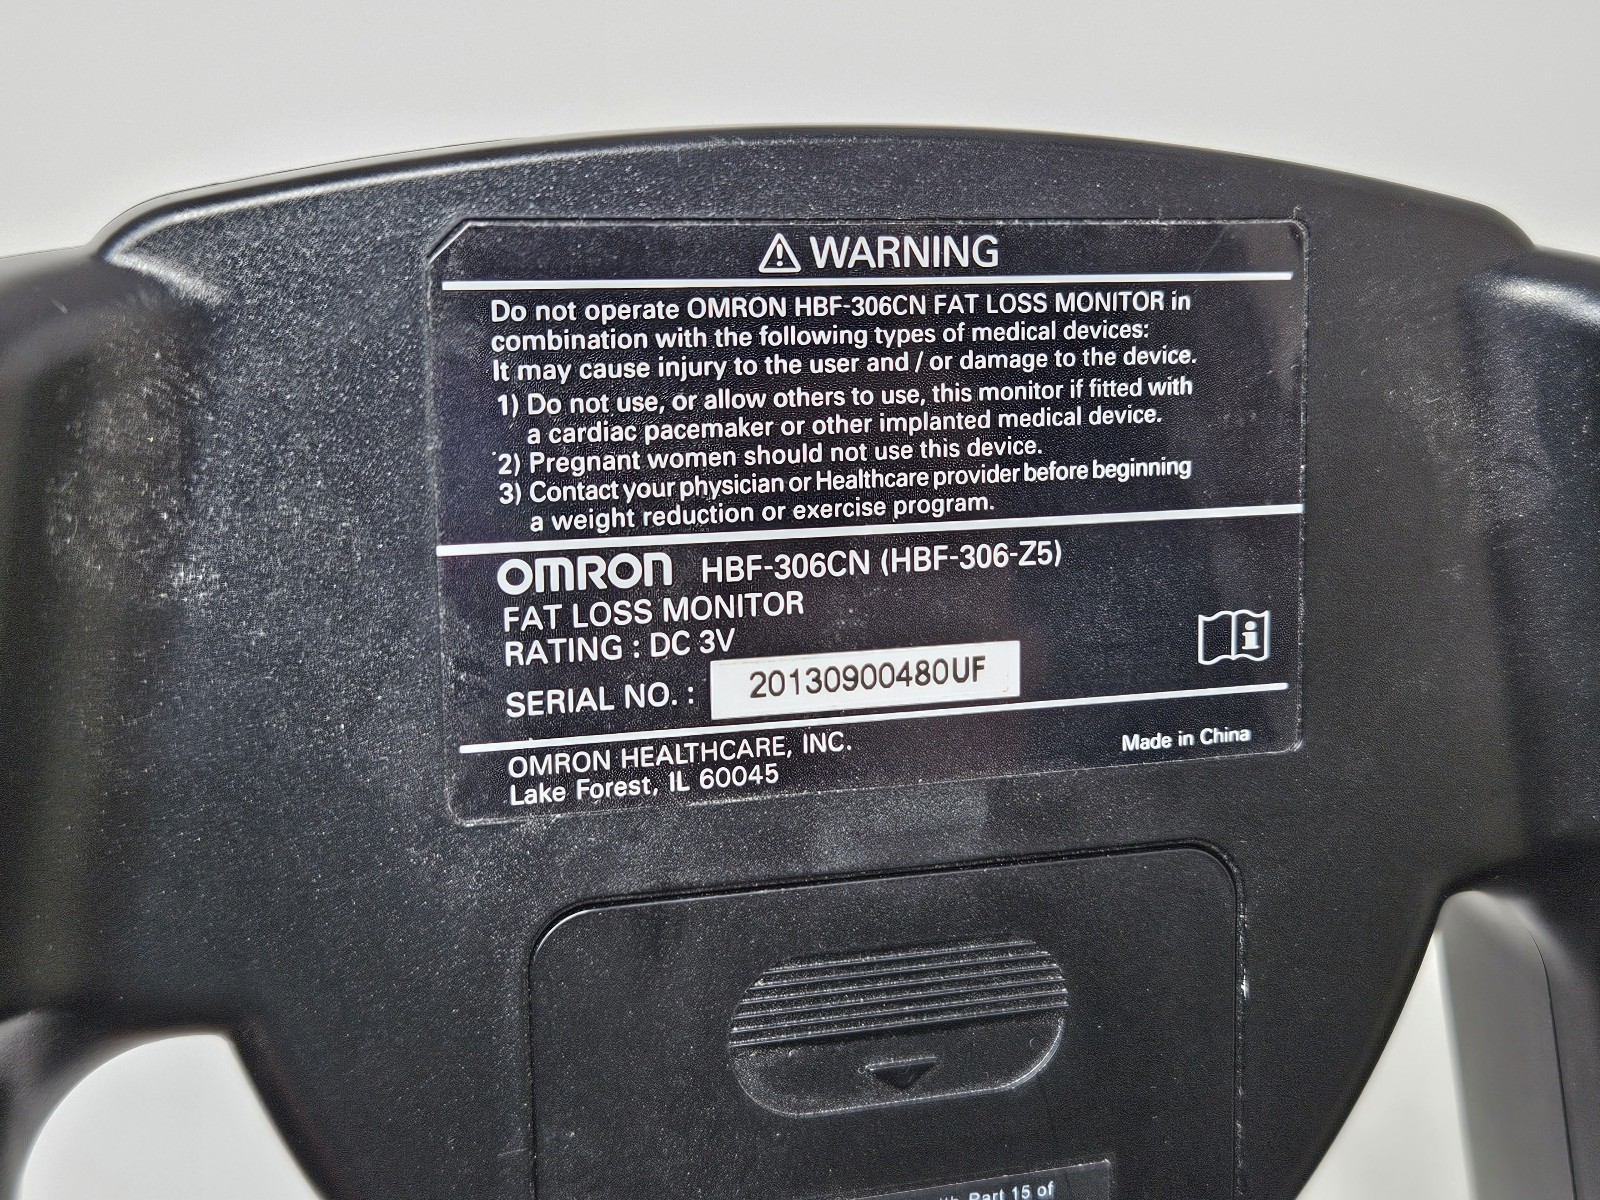 WARNING
Do not operate OMRON HBF-306CN FAT LOSS MONITOR in
combination with the following types of medical devices:
It may cause injury to the user and / or damage to the device.
1) Do not use, or allow others to use, this monitor if fitted with
a cardiac pacemaker or other implanted medical device.
2) Pregnant women should not use this device.
3) Contact your physician or Healthcare provider before beginning
a weight reduction or exercise program.
OMRON HBF-306CN (HBF-306-Z5)
FAT LOSS MONITOR
RATING : DC 3V
SERIAL NO. : 20130900480UF
OMRON HEALTHCARE, INC.
Lake Forest, IL 60045
Made in China
Part 15 of